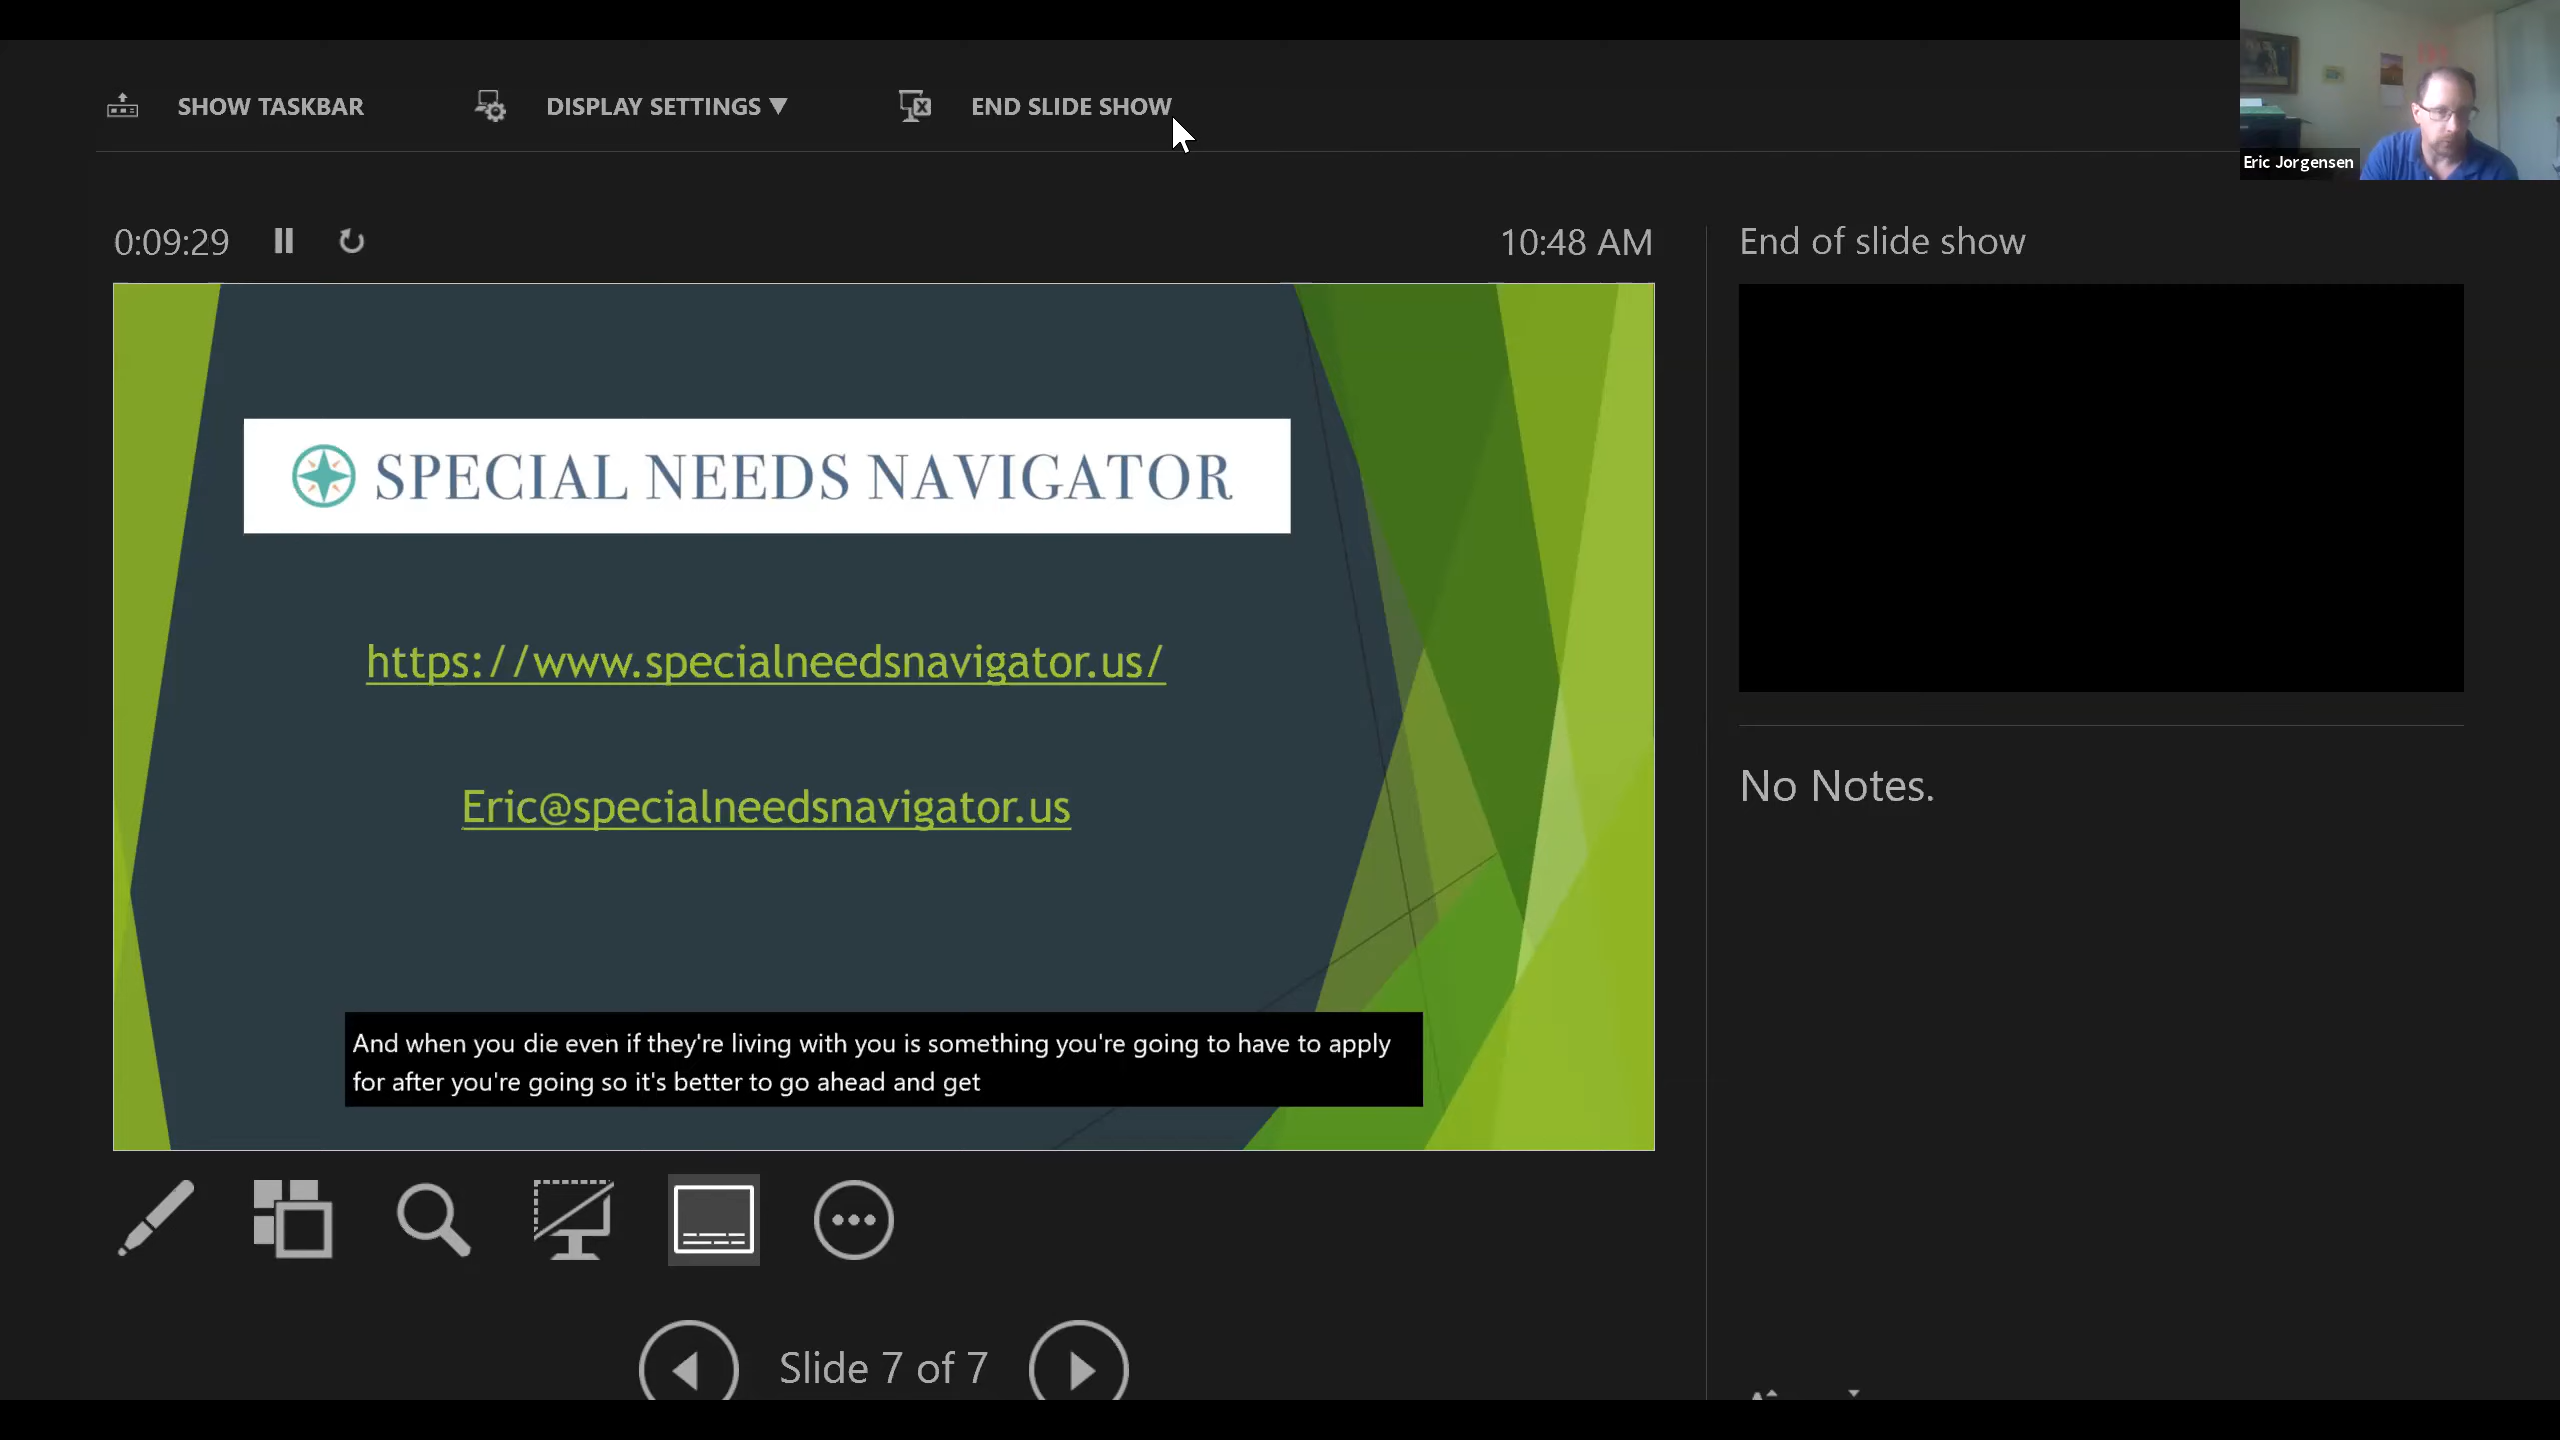 SHOW TASKBAR
DISPLAY SETTINGS ▼
END SLIDE SHOW
Eric Jorgensen
0:09:29
10:48 AM
End of slide show
SPECIAL NEEDS NAVIGATOR
https://www.specialneedsnavigator.us/
Eric@specialneedsnavigator.us
No Notes.
And when you die even if they're living with you is something you're going to have to apply
for after you're going so it's better to go ahead and get
Slide 7 of 7